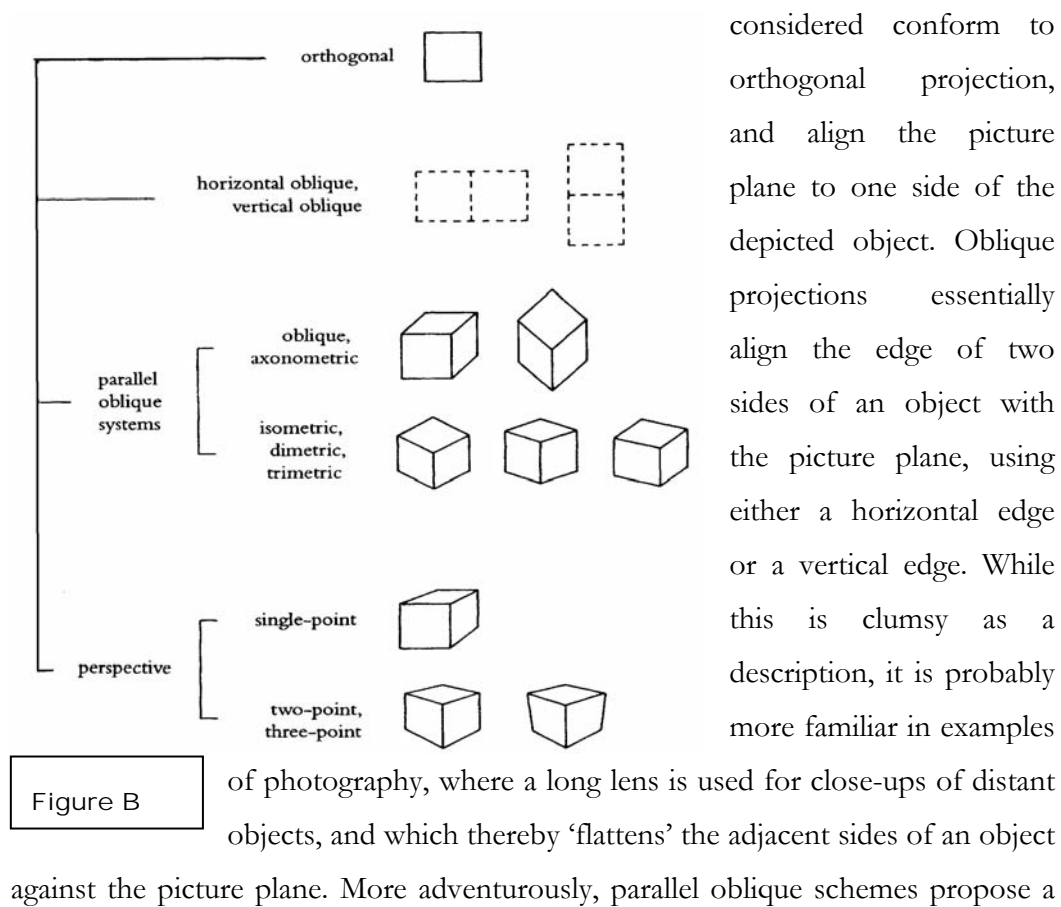 orthogonal
horizontal oblique,
vertical oblique
oblique,
axonometric
parallel
oblique
systems
isometric,
dimetric,
trimetric
single-point
perspective
two-point,
three-point
Figure B
considered conform to
orthogonal projection,
and align the picture
plane to one side of the
depicted object. Oblique
projections essentially
align the edge of two
sides of an object with
the picture plane, using
either a horizontal edge
or a vertical edge. While
this is clumsy as a
description, it is probably
more familiar in examples
of photography, where a long lens is used for close-ups of distant
objects, and which thereby ‘flattens’ the adjacent sides of an object
against the picture plane. More adventurously, parallel oblique schemes propose a